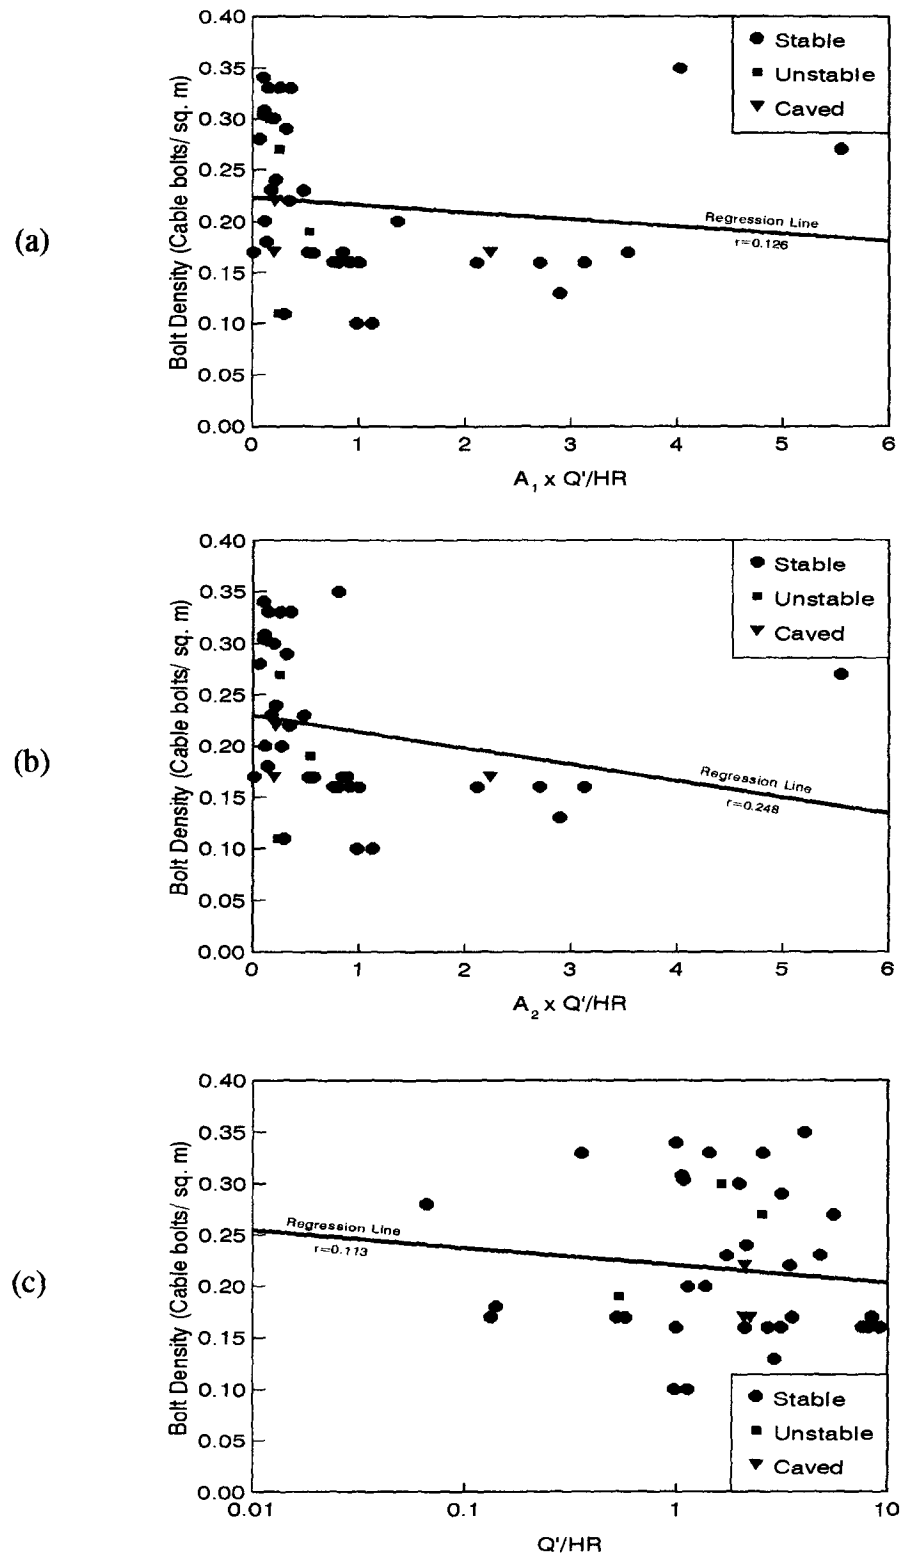 (a)
Bolt Density (Cable bolts/ sq. m)
0.40
0.35
0.30
0.25
0.20
0.15
0.10
0.05
0.00
Stable
Unstable
Caved
Regression Line
r=0.126
0 1 2 3 4 5 6
A1 x Q'/HR
(b)
Bolt Density (Cable bolts/ sq. m)
0.40
0.35
0.30
0.25
0.20
0.15
0.10
0.05
0.00
Stable
Unstable
Caved
Regression Line
r=0.248
0 1 2 3 4 5 6
A2 x Q'/HR
(c)
Bolt Density (Cable bolts/ sq. m)
0.40
0.35
0.30
0.25
0.20
0.15
0.10
0.05
0.00
Regression Line
r=0.113
Stable
Unstable
Caved
0.01 0.1 1 10
Q'/HR